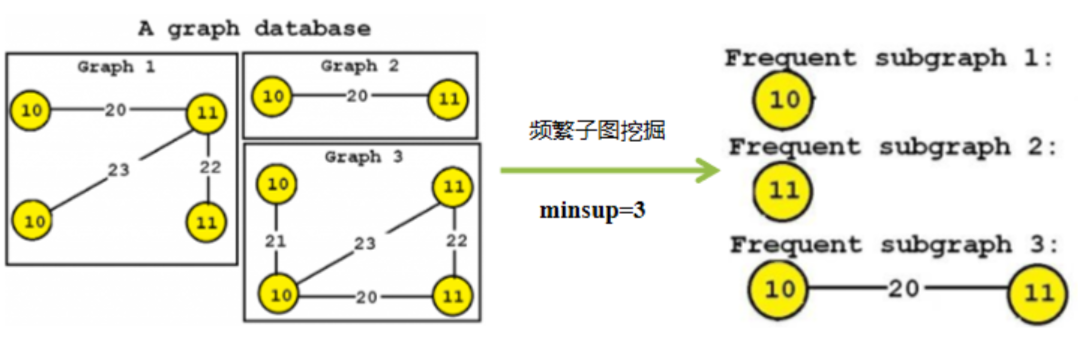 A graph database
Graph 1
10
20
11
23
22
10
11
Graph 2
10
20
11
Graph 3
10
11
21
23
22
10
20
11
频繁子图挖掘
minsup=3
Frequent subgraph 1:
10
Frequent subgraph 2:
11
Frequent subgraph 3:
10
20
11